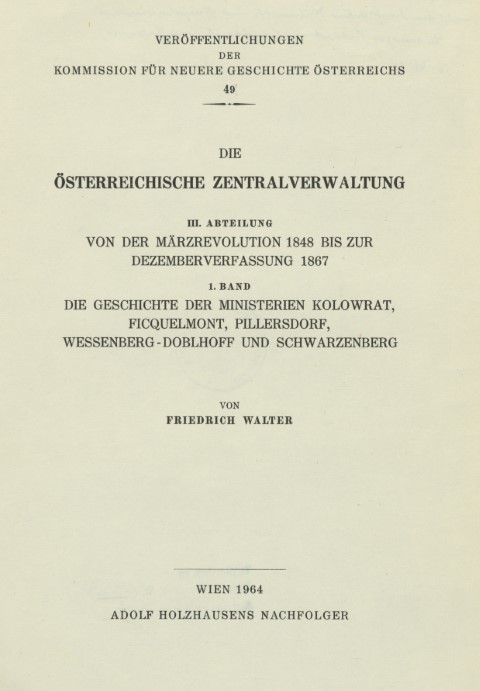 VERÖFFENTLICHUNGEN
DER
KOMMISSION FÜR NEUERE GESCHICHTE ÖSTERREICHS
49
DIE
ÖSTERREICHISCHE ZENTRALVERWALTUNG
III. ABTEILUNG
VON DER MÄRZREVOLUTION 1848 BIS ZUR
DEZEMBERVERFASSUNG 1867
1. BAND
DIE GESCHICHTE DER MINISTERIEN KOLOWRAT,
FICQUELMONT, PILLERSDORF,
WESSENBERG-DOBLHOFF UND SCHWARZENBERG
VON
FRIEDRICH WALTER
WIEN 1964
ADOLF HOLZHAUSENS NACHFOLGER